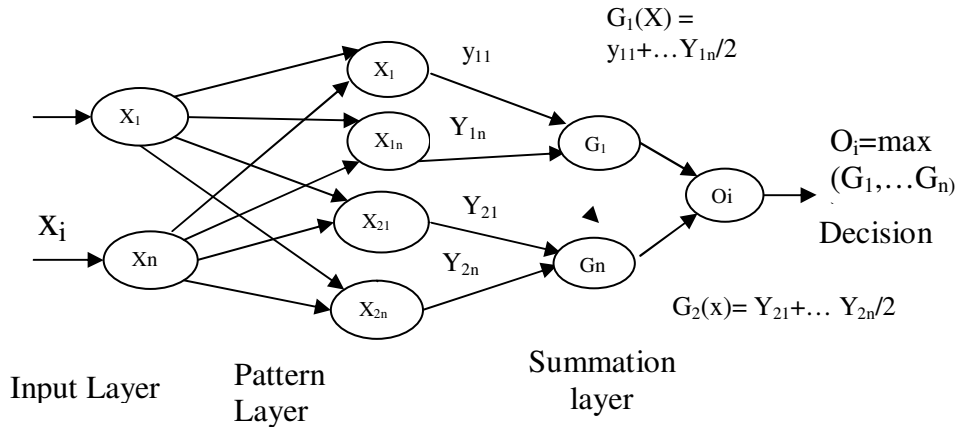 G₁(X) =
y₁₁+…Y₁ₙ/2
y₁₁
X₁
X₁
Y₁ₙ
X₁ₙ
G₁
Oᵢ=max
(G₁,…Gₙ)
Oi
Xᵢ
X₂₁
Y₂₁
Decision
Xn
Y₂ₙ
Gn
X₂ₙ
G₂(x)= Y₂₁+… Y₂ₙ/2
Input Layer
Pattern
Layer
Summation
layer